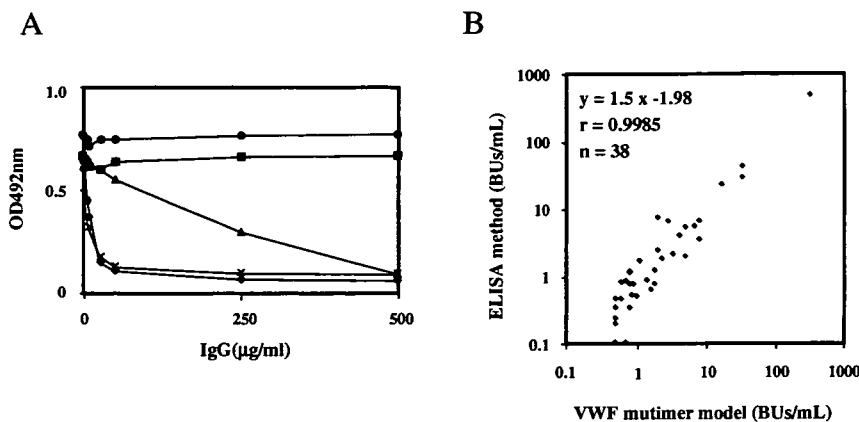 A
1.0
0.5
0
OD492nm
0 250 500
IgG(µg/ml)
B
1000
100
10
1
0.1
ELISA method (BUs/mL)
y = 1.5 x -1.98
r = 0.9985
n = 38
0.1 1 10 100 1000
VWF mutimer model (BUs/mL)